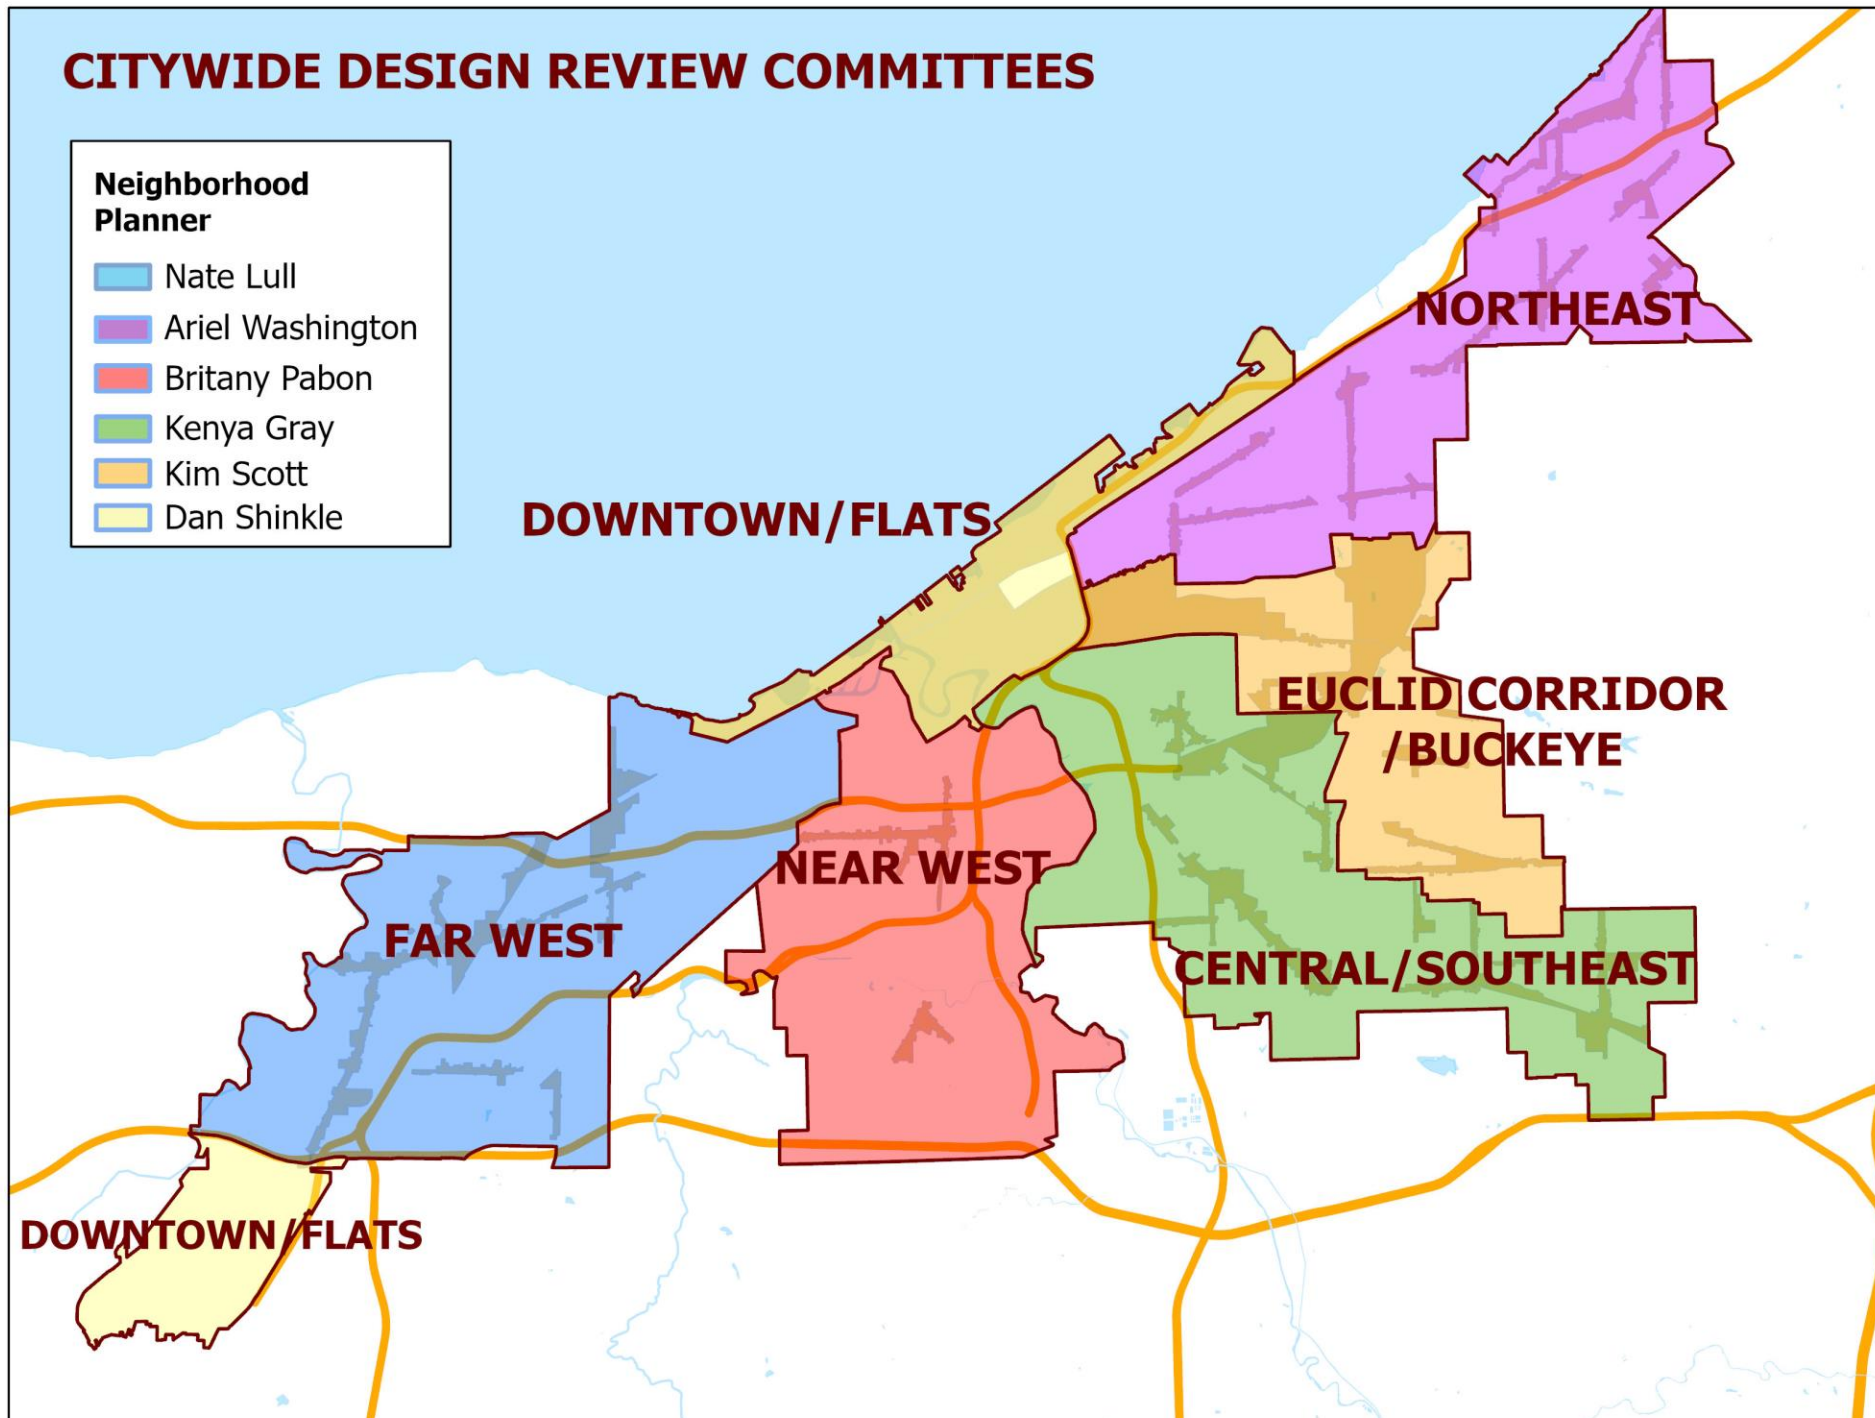 CITYWIDE DESIGN REVIEW COMMITTEES
Neighborhood
Planner
Nate Lull
Ariel Washington
Britany Pabon
Kenya Gray
Kim Scott
Dan Shinkle
NORTHEAST
DOWNTOWN/FLATS
EUCLID CORRIDOR
/BUCKEYE
NEAR WEST
FAR WEST
CENTRAL/SOUTHEAST
DOWNTOWN/FLATS